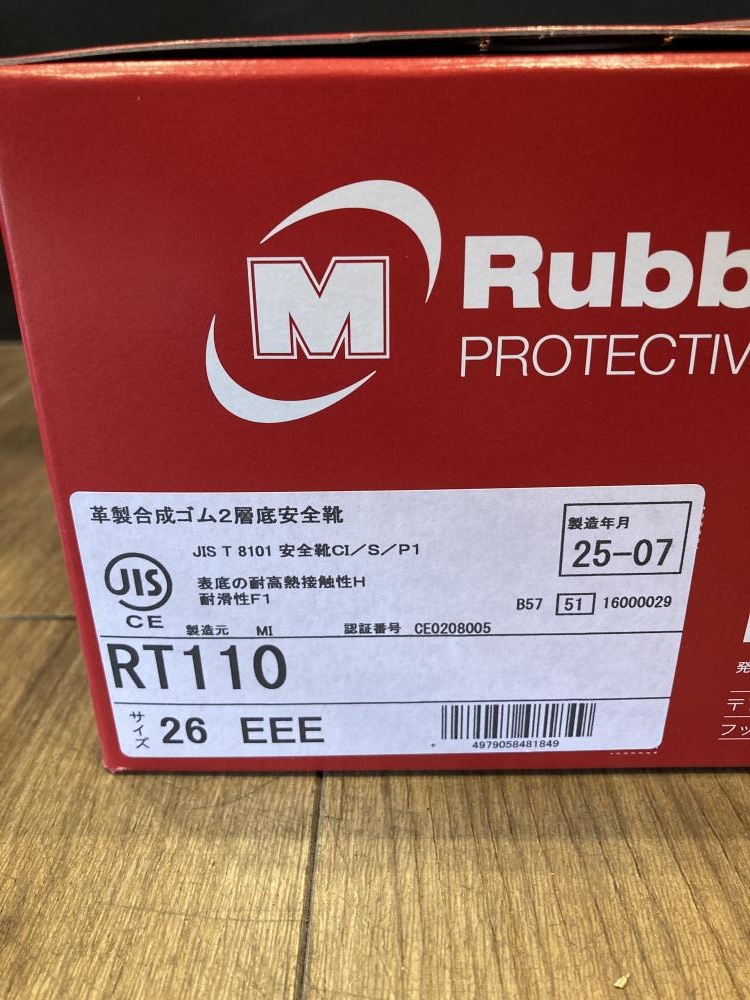 M
Rubb
PROTECTIV
革製合成ゴム2層底安全靴
JIS T 8101 安全靴CI／S／P1
表底の耐高熱接触性H
耐滑性F1
製造年月
25-07
JIS
CE
B57 51 16000029
製造元 MI 認証番号 CE0208005
RT110
サイズ 26 EEE
4979058481849
発
〒
フッ